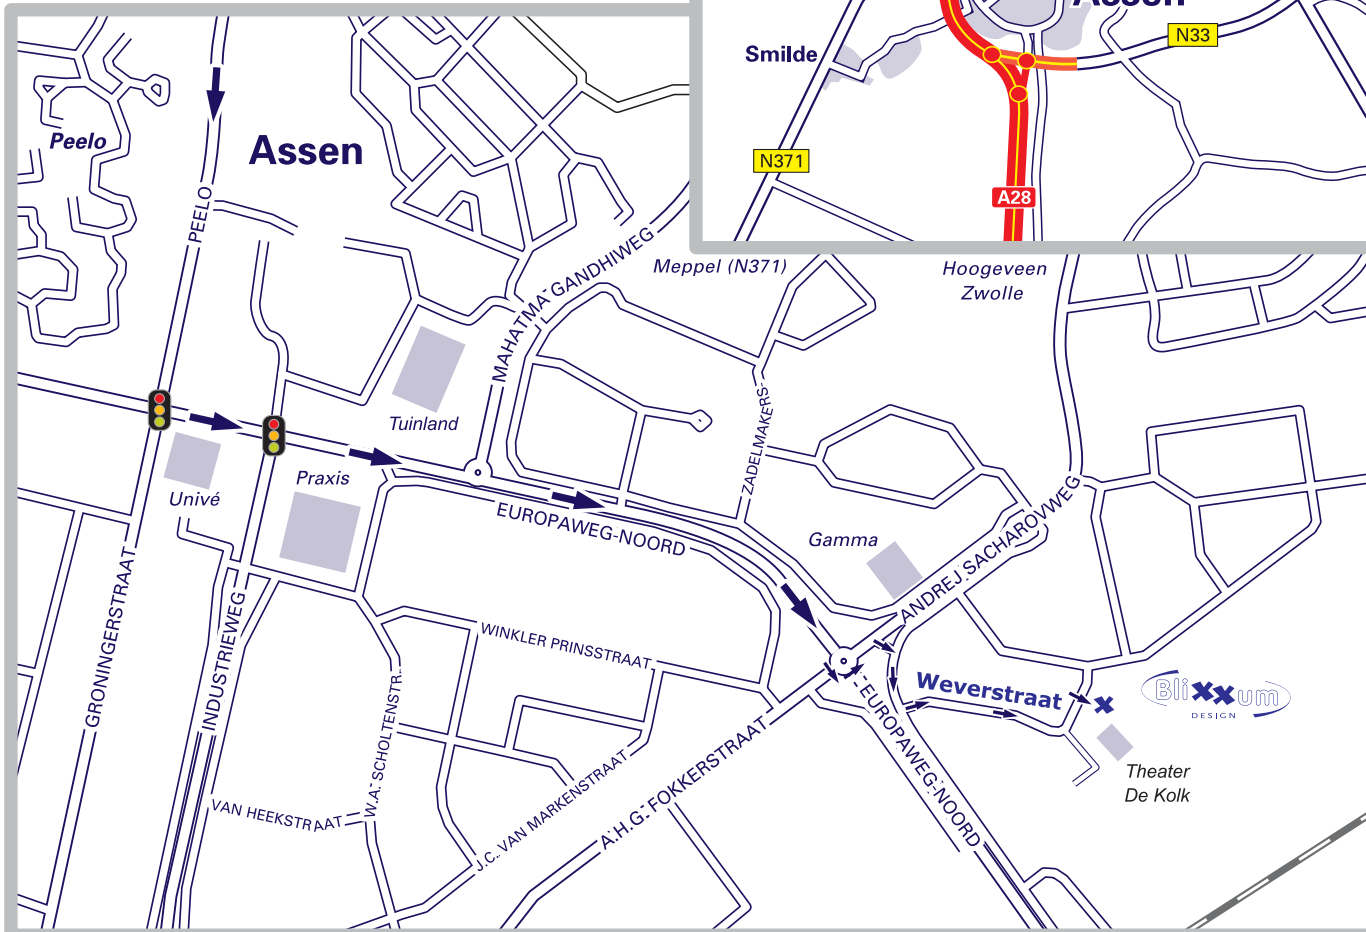 Assen
N33
Smilde
N371
A28
Meppel (N371)
Hoogeveen
Zwolle
Peelo
Assen
PEELO
MAHATMA GANDHIWEG
Tuinland
ZADELMAKERS-
Univé
Praxis
EUROPAWEG-NOORD
Gamma
ANDREJ SACHAROVWEG
GRONINGERSTRAAT
INDUSTRIEWEG
WINKLER PRINSSTRAAT
W.A. SCHOLTENSTR.
Weverstraat
BliXXum
DESIGN
EUROPAWEG-NOORD
Theater
De Kolk
VAN HEEKSTRAAT
J.C. VAN MARKENSTRAAT
A.H.G. FOKKERSTRAAT